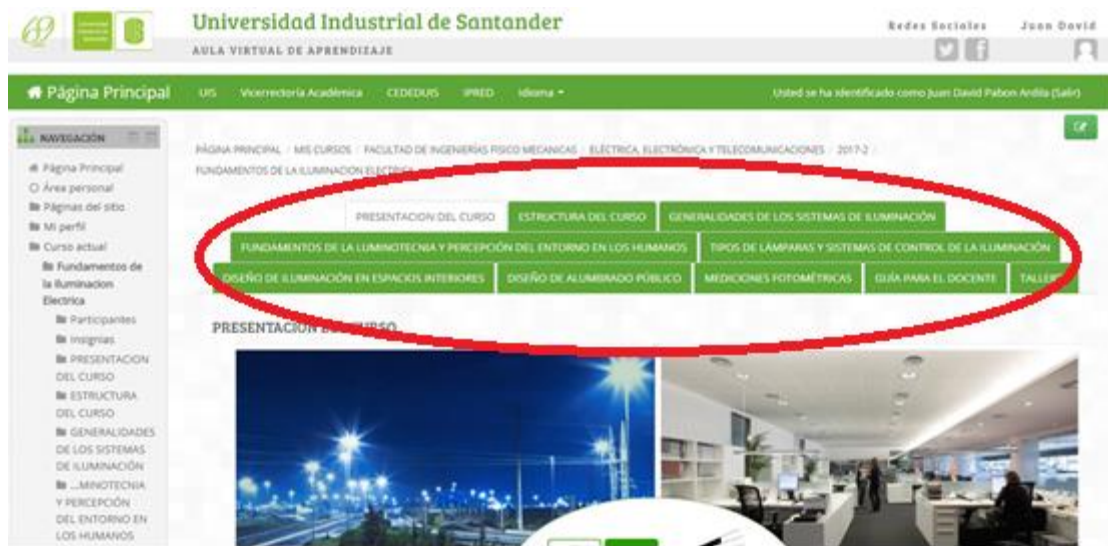 Universidad Industrial de Santander
AULA VIRTUAL DE APRENDIZAJE
Redes Sociales
Juan David
Página Principal
UIS Vicerrectoría Académica CEDEDUIS IPRED Idioma
Usted se ha identificado como Juan David Pabon Ardila (Salir)
NAVEGACIÓN
Página Principal
Área personal
Páginas del sitio
Mi perfil
Curso actual
Fundamentos de
la Iluminacion
Electrica
Participantes
Insignias
PRESENTACION
DEL CURSO
ESTRUCTURA
DEL CURSO
GENERALIDADES
DE LOS SISTEMAS
DE ILUMINACIÓN
...MINOTECNIA
Y PERCEPCIÓN
DEL ENTORNO EN
LOS HUMANOS
PÁGINA PRINCIPAL / MIS CURSOS / FACULTAD DE INGENIERÍAS FISICO MECANICAS / ELÉCTRICA, ELECTRÓNICA Y TELECOMUNICACIONES / 2017-2 /
FUNDAMENTOS DE LA ILUMINACION ELECTRICA
PRESENTACION DEL CURSO ESTRUCTURA DEL CURSO GENERALIDADES DE LOS SISTEMAS DE ILUMINACIÓN
FUNDAMENTOS DE LA LUMINOTECNIA Y PERCEPCIÓN DEL ENTORNO EN LOS HUMANOS TIPOS DE LÁMPARAS Y SISTEMAS DE CONTROL DE LA ILUMINACIÓN
DISEÑO DE ILUMINACIÓN EN ESPACIOS INTERIORES DISEÑO DE ALUMBRADO PÚBLICO MEDICIONES FOTOMÉTRICAS GUÍA PARA EL DOCENTE TALLERES
PRESENTACION DEL CURSO